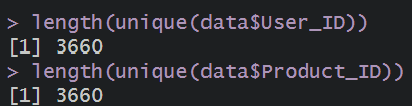 > length(unique(data$User_ID))
[1] 3660
> length(unique(data$Product_ID))
[1] 3660